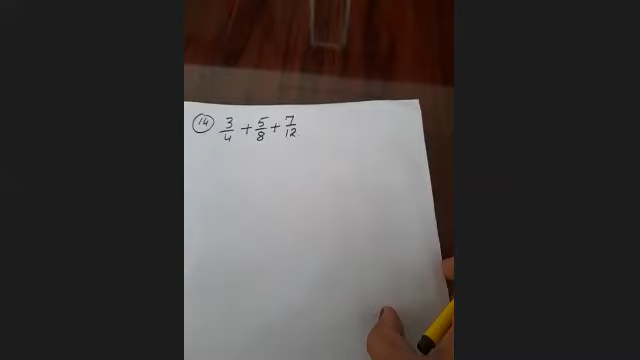 (14) 3/4 + 5/8 + 7/12